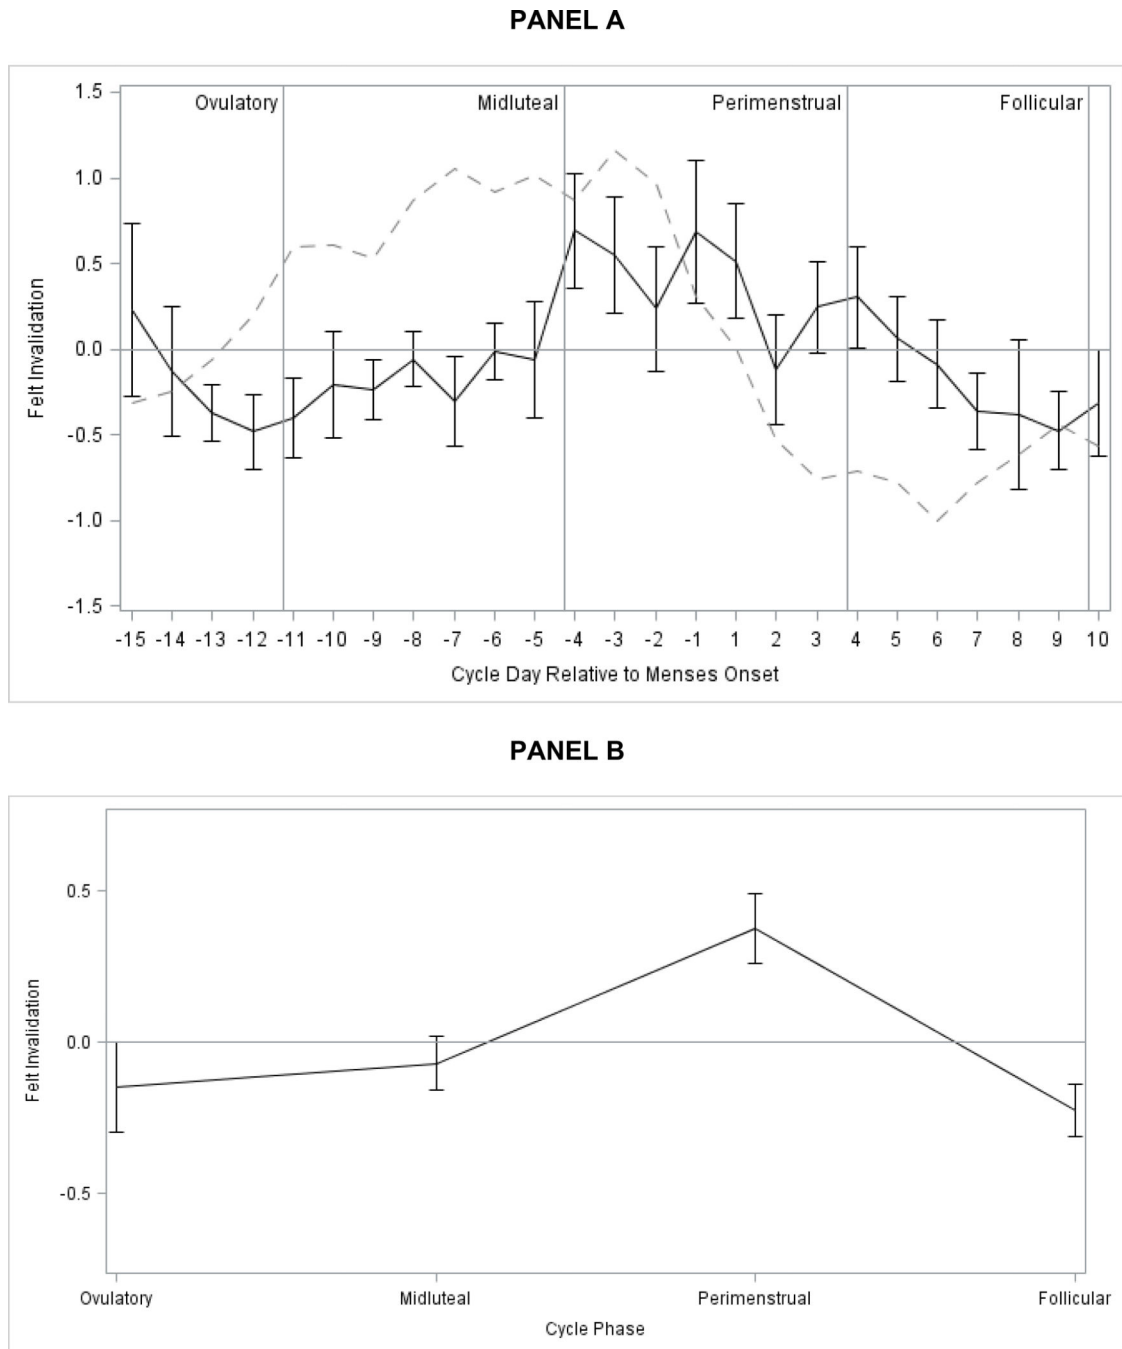 PANEL A
1.5
Ovulatory Midluteal Perimenstrual Follicular
1.0
0.5
0.0
-0.5
-1.0
-1.5
Felt Invalidation
-15 -14 -13 -12 -11 -10 -9 -8 -7 -6 -5 -4 -3 -2 -1 1 2 3 4 5 6 7 8 9 10
Cycle Day Relative to Menses Onset
PANEL B
0.5
0.0
-0.5
Felt Invalidation
Ovulatory Midluteal Perimenstrual Follicular
Cycle Phase